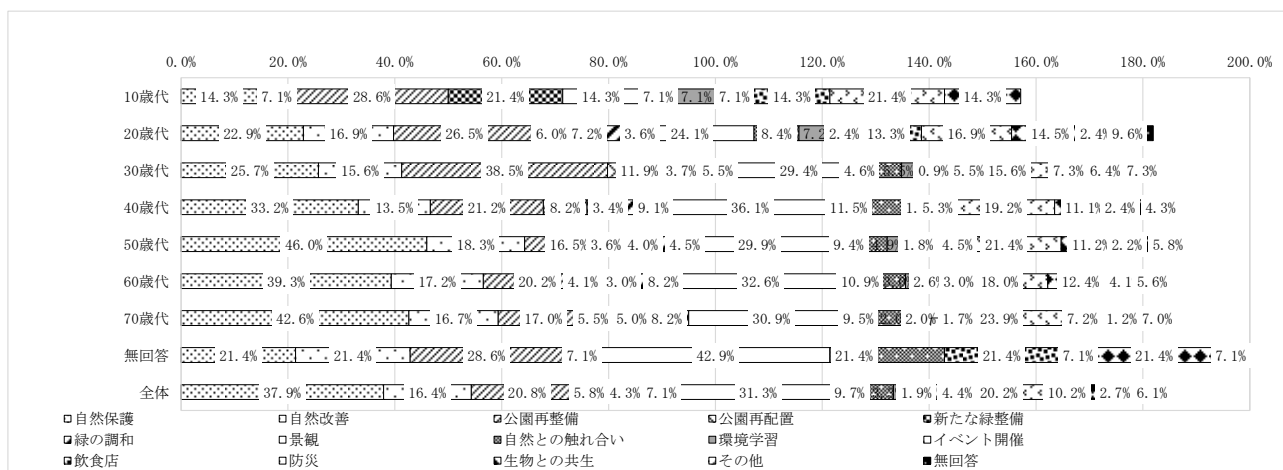 0.0% 20.0% 40.0% 60.0% 80.0% 100.0% 120.0% 140.0% 160.0% 180.0% 200.0%
10歳代 14.3% 7.1% 28.6% 21.4% 14.3% 7.1% 7.1% 7.1% 14.3% 21.4% 14.3%
20歳代 22.9% 16.9% 26.5% 6.0% 7.2% 3.6% 24.1% 8.4% 7.2 2.4% 13.3% 16.9% 14.5% 2.4% 9.6%
30歳代 25.7% 15.6% 38.5% 11.9% 3.7% 5.5% 29.4% 4.6% 0.9% 5.5% 15.6% 7.3% 6.4% 7.3%
40歳代 33.2% 13.5% 21.2% 8.2% 3.4% 9.1% 36.1% 11.5% 1. 5.3% 19.2% 11.1% 2.4% 4.3%
50歳代 46.0% 18.3% 16.5% 3.6% 4.0% 4.5% 29.9% 9.4% 1.8% 4.5% 21.4% 11.2% 2.2% 5.8%
60歳代 39.3% 17.2% 20.2% 4.1% 3.0% 8.2% 32.6% 10.9% 2.6% 3.0% 18.0% 12.4% 4.1 5.6%
70歳代 42.6% 16.7% 17.0% 5.5% 5.0% 8.2% 30.9% 9.5% 2.0% 1.7% 23.9% 7.2% 1.2% 7.0%
無回答 21.4% 21.4% 28.6% 7.1% 42.9% 21.4% 21.4% 7.1% 21.4% 7.1%
全体 37.9% 16.4% 20.8% 5.8% 4.3% 7.1% 31.3% 9.7% 1.9% 4.4% 20.2% 10.2% 2.7% 6.1%
自然保護 自然改善 公園再整備 公園再配置 新たな緑整備
緑の調和 景観 自然との触れ合い 環境学習 イベント開催
飲食店 防災 生物との共生 その他 無回答